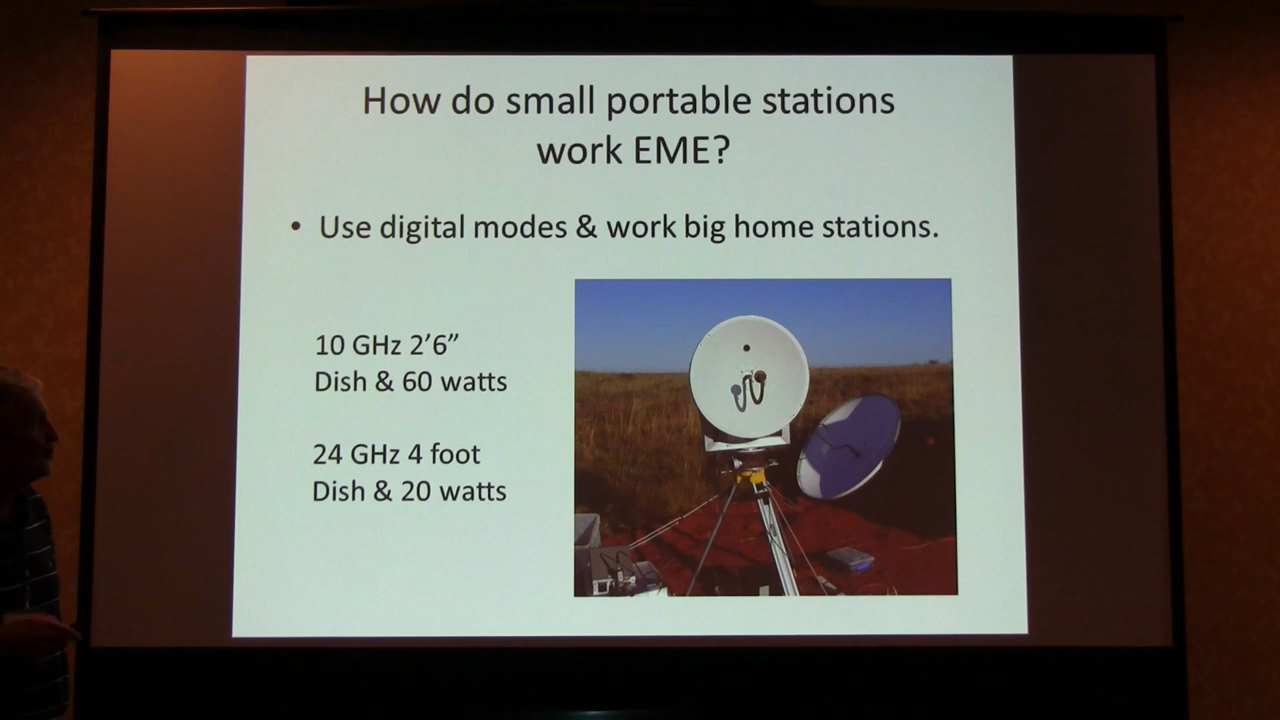 How do small portable stations
work EME?
• Use digital modes & work big home stations.
10 GHz 2’6”
Dish & 60 watts
24 GHz 4 foot
Dish & 20 watts